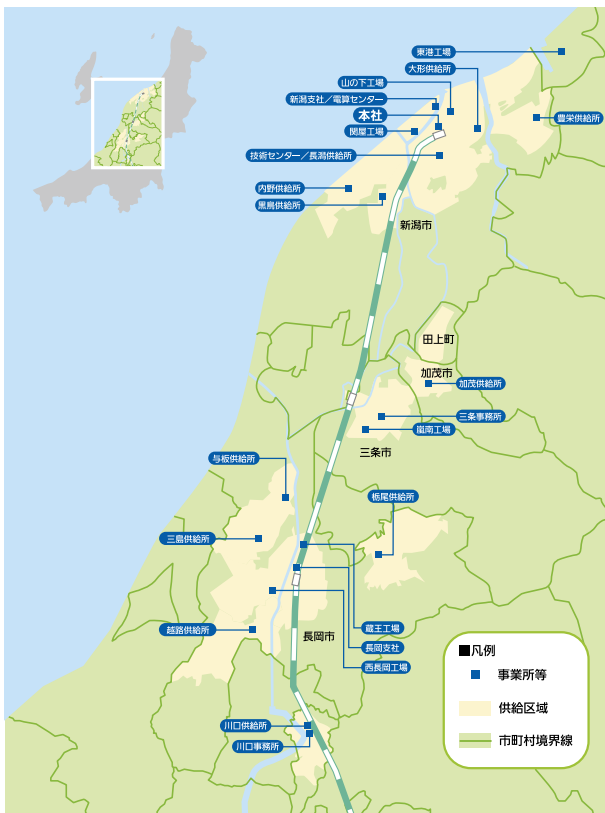 東港工場
大形供給所
山の下工場
新潟支社／電算センター
本社
豊栄供給所
関屋工場
技術センター／長潟供給所
内野供給所
黒鳥供給所
新潟市
田上町
加茂市
加茂供給所
三条事務所
嵐南工場
三条市
与板供給所
栃尾供給所
三島供給所
蔵王工場
越路供給所
長岡市
長岡支社
西長岡工場
川口供給所
川口事務所
■凡例
事業所等
供給区域
市町村境界線